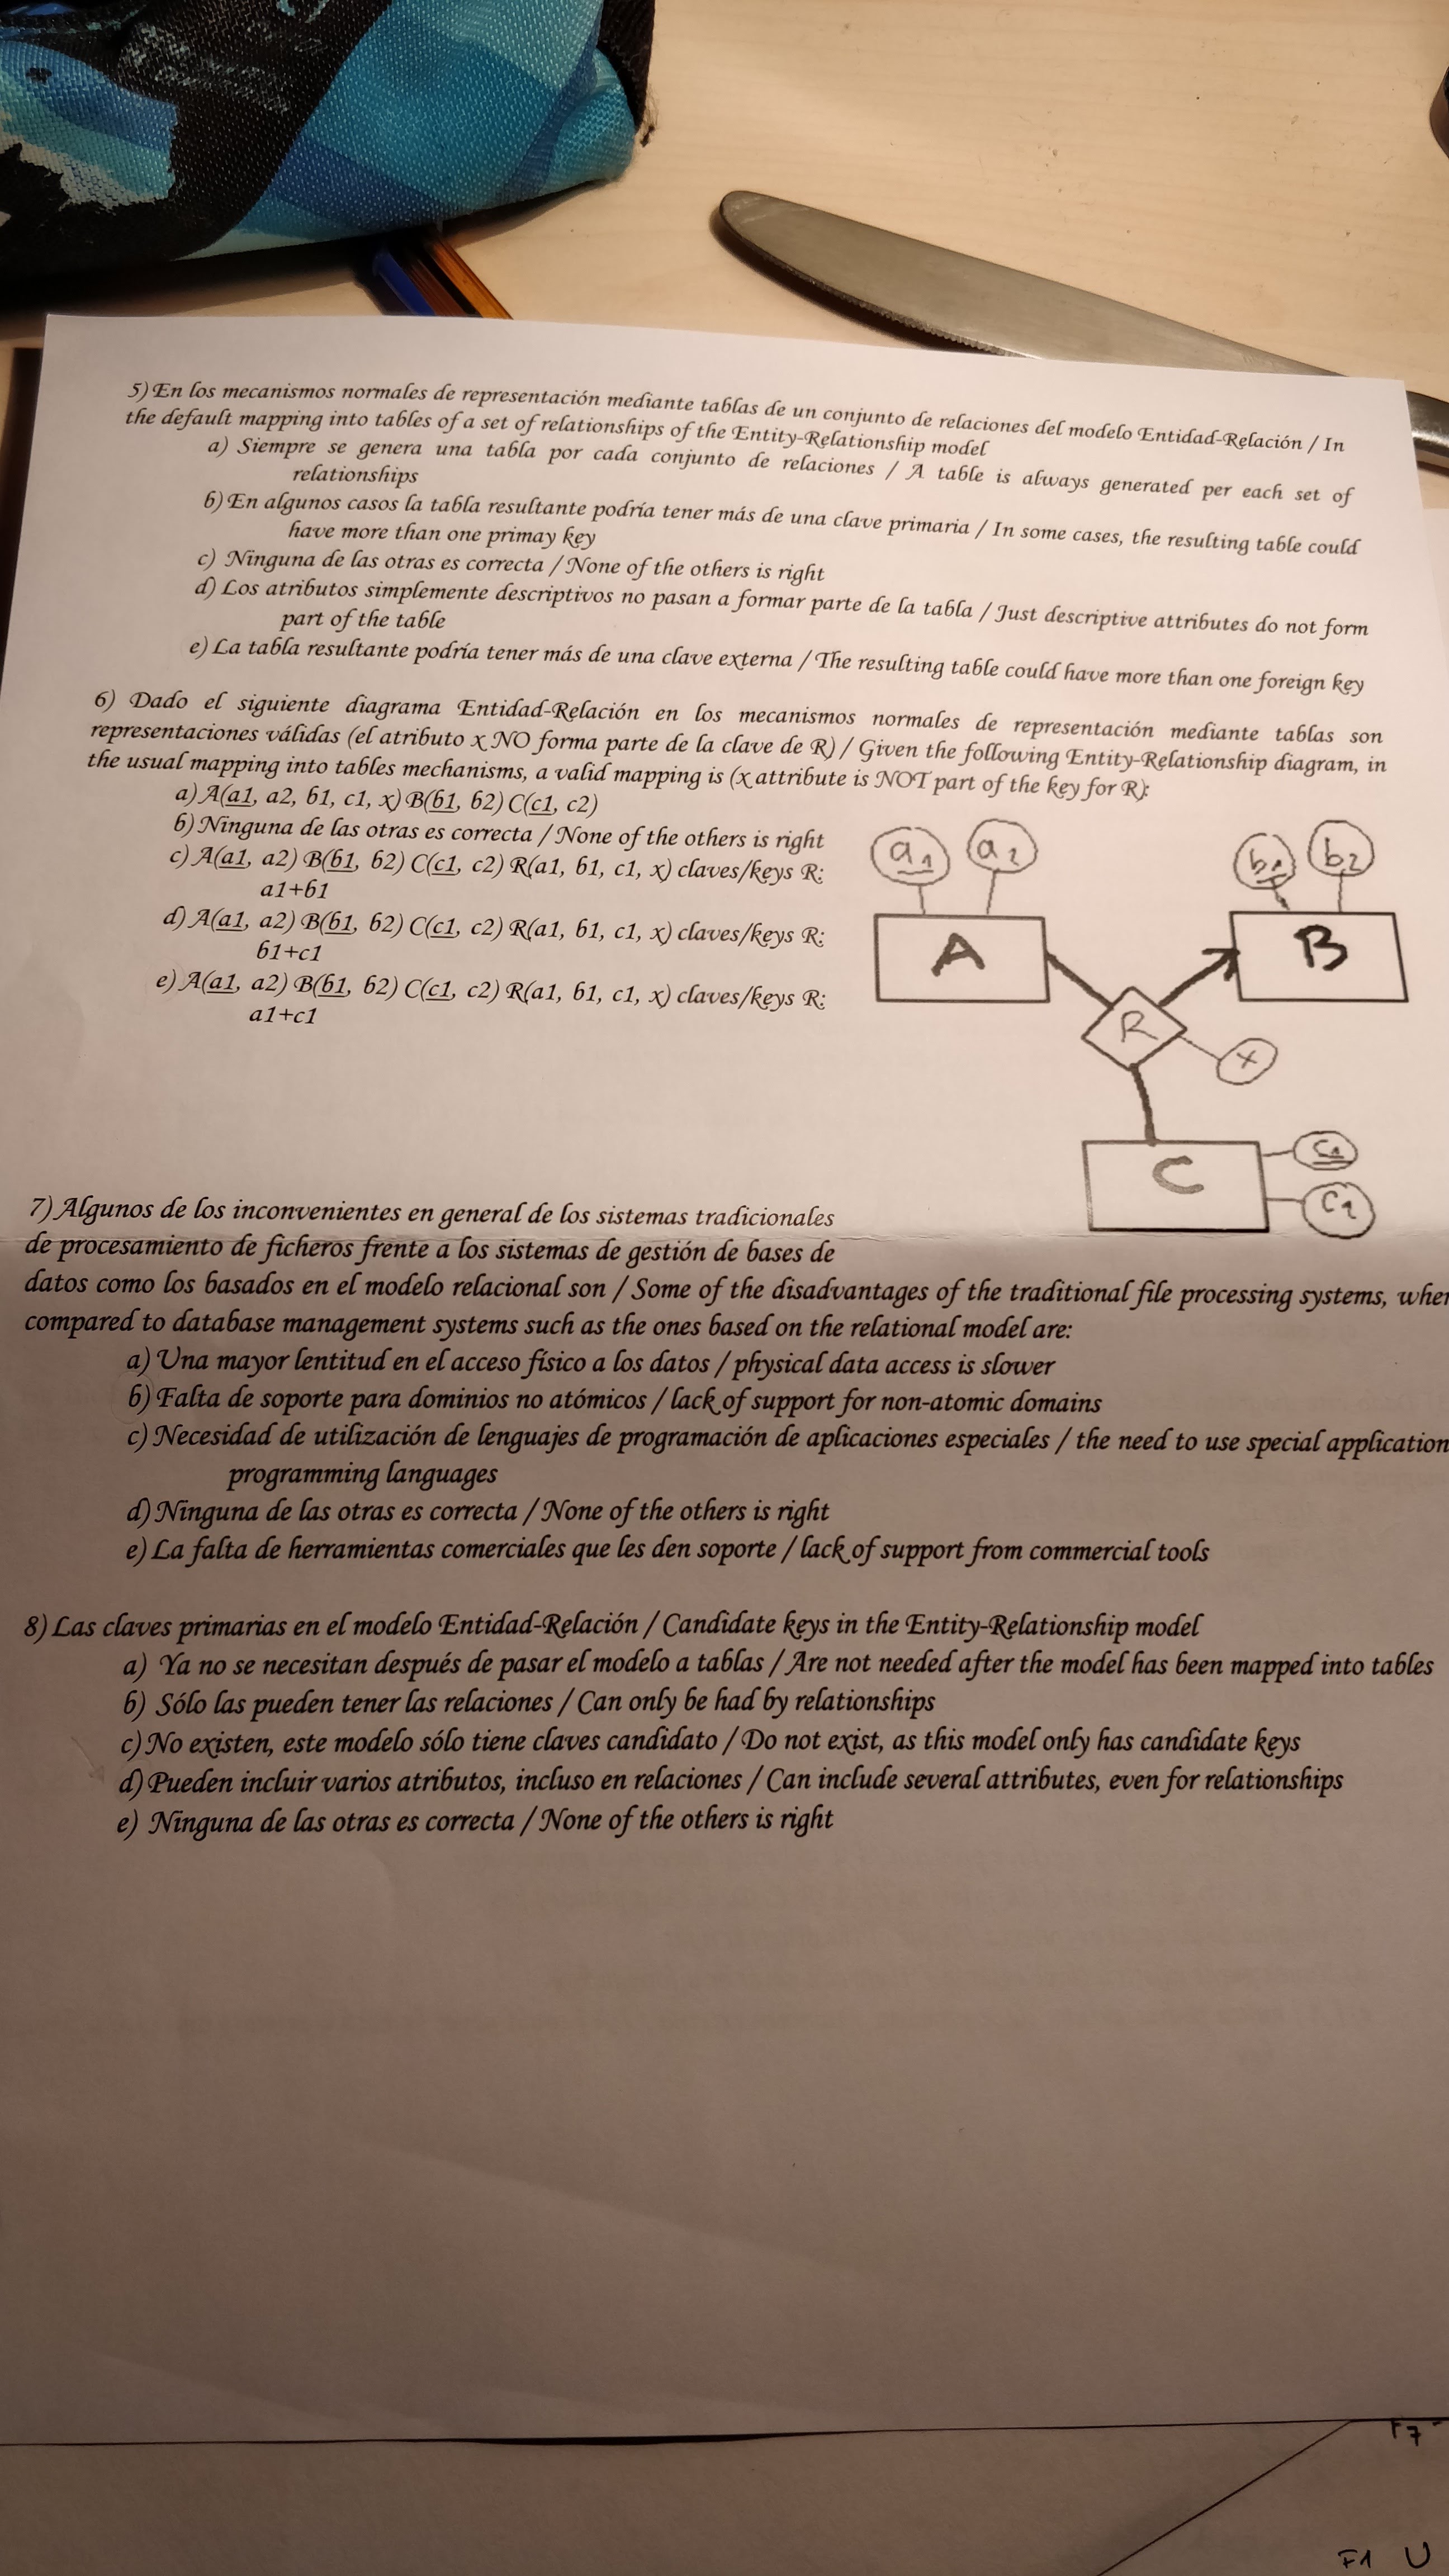 5) En los mecanismos normales de representación mediante tablas de un conjunto de relaciones del modelo Entidad-Relación / In
the default mapping into tables of a set of relationships of the Entity-Relationship model
a) Siempre se genera una tabla por cada conjunto de relaciones / A table is always generated per each set of
relationships
b) En algunos casos la tabla resultante podría tener más de una clave primaria / In some cases, the resulting table could
have more than one primay key
c) Ninguna de las otras es correcta / None of the others is right
d) Los atributos simplemente descriptivos no pasan a formar parte de la tabla / Just descriptive attributes do not form
part of the table
e) La tabla resultante podría tener más de una clave externa / The resulting table could have more than one foreign key
6) Dado el siguiente diagrama Entidad-Relación en los mecanismos normales de representación mediante tablas son
representaciones válidas (el atributo x NO forma parte de la clave de R) / Given the following Entity-Relationship diagram, in
the usual mapping into tables mechanisms, a valid mapping is (x attribute is NOT part of the key for R):
a) A(a1, a2, b1, c1, x) B(b1, b2) C(c1, c2)
b) Ninguna de las otras es correcta / None of the others is right
c) A(a1, a2) B(b1, b2) C(c1, c2) R(a1, b1, c1, x) claves/keys R:
a1+b1
d) A(a1, a2) B(b1, b2) C(c1, c2) R(a1, b1, c1, x) claves/keys R:
b1+c1
e) A(a1, a2) B(b1, b2) C(c1, c2) R(a1, b1, c1, x) claves/keys R:
a1+c1
a1 a2 b1 b2
A B
R
x
C c1
c2
7) Algunos de los inconvenientes en general de los sistemas tradicionales
de procesamiento de ficheros frente a los sistemas de gestión de bases de
datos como los basados en el modelo relacional son / Some of the disadvantages of the traditional file processing systems, when
compared to database management systems such as the ones based on the relational model are:
a) Una mayor lentitud en el acceso físico a los datos / physical data access is slower
b) Falta de soporte para dominios no atómicos / lack of support for non-atomic domains
c) Necesidad de utilización de lenguajes de programación de aplicaciones especiales / the need to use special application
programming languages
d) Ninguna de las otras es correcta / None of the others is right
e) La falta de herramientas comerciales que les den soporte / lack of support from commercial tools
8) Las claves primarias en el modelo Entidad-Relación / Candidate keys in the Entity-Relationship model
a) Ya no se necesitan después de pasar el modelo a tablas / Are not needed after the model has been mapped into tables
b) Sólo las pueden tener las relaciones / Can only be had by relationships
c) No existen, este modelo sólo tiene claves candidato / Do not exist, as this model only has candidate keys
d) Pueden incluir varios atributos, incluso en relaciones / Can include several attributes, even for relationships
e) Ninguna de las otras es correcta / None of the others is right
F7
F1 U